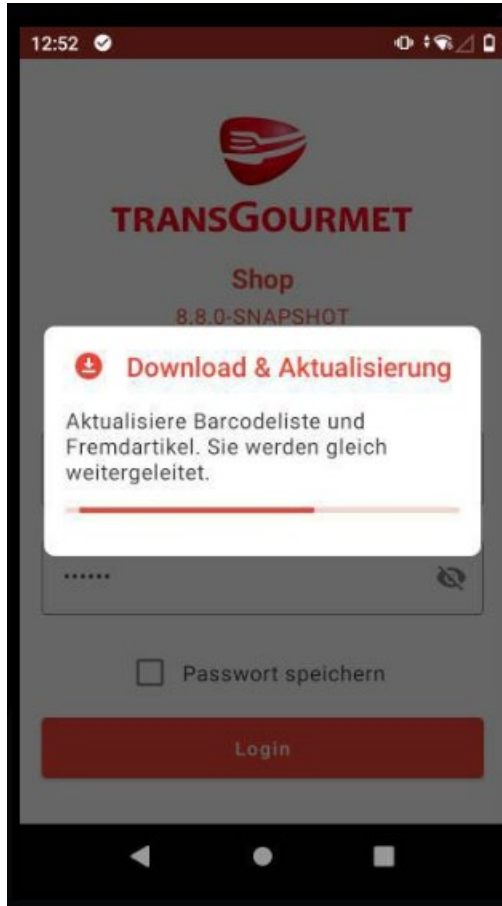 12:52
TRANSGOURMET
Shop
8.8.0-SNAPSHOT
Download & Aktualisierung
Aktualisiere Barcodeliste und
Fremdartikel. Sie werden gleich
weitergeleitet.
••••••
Passwort speichern
Login